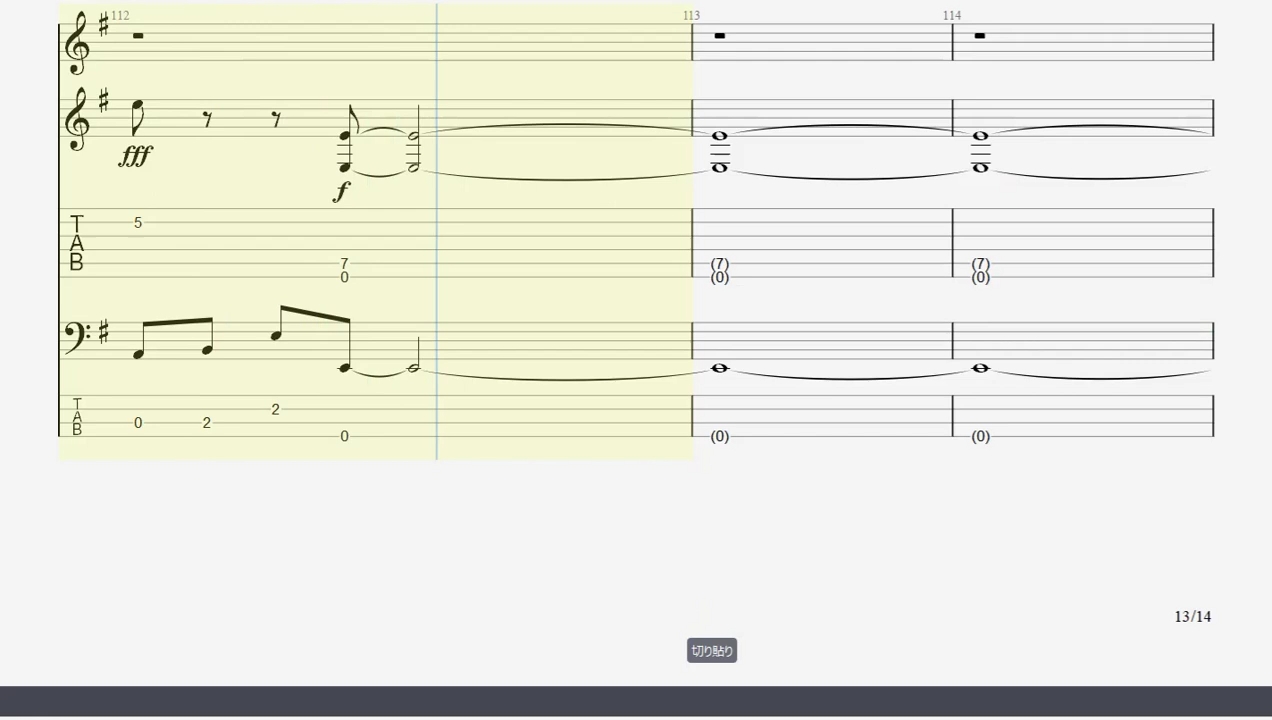 112 113 114
fff
f
T 5
A
B 7 (7) (7)
0 (0) (0)
T
2
A 0 2
B 0 (0) (0)
13/14
切り貼り